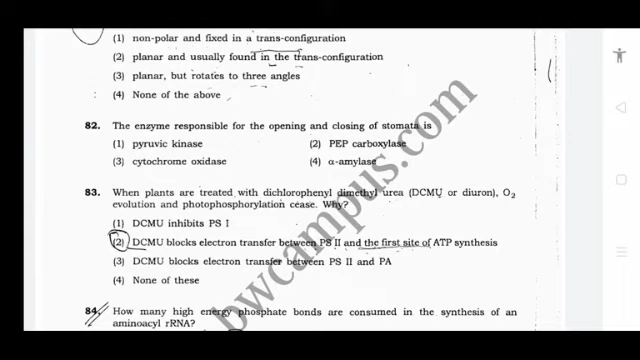 (1) non-polar and fixed in a trans-configuration
(2) planar and usually found in the trans-configuration
(3) planar, but rotates to three angles
(4) None of the above
82. The enzyme responsible for the opening and closing of stomata is
(1) pyruvic kinase (2) PEP carboxylase
(3) cytochrome oxidase (4) α-amylase
83. When plants are treated with dichlorophenyl dimethyl urea (DCMU or diuron), O₂
evolution and photophosphorylation cease. Why?
(1) DCMU inhibits PS I
(2) DCMU blocks electron transfer between PS II and the first site of ATP synthesis
(3) DCMU blocks electron transfer between PS II and PA
(4) None of these
84. How many high energy phosphate bonds are consumed in the synthesis of an
aminoacyl rRNA?
bwcampus.com